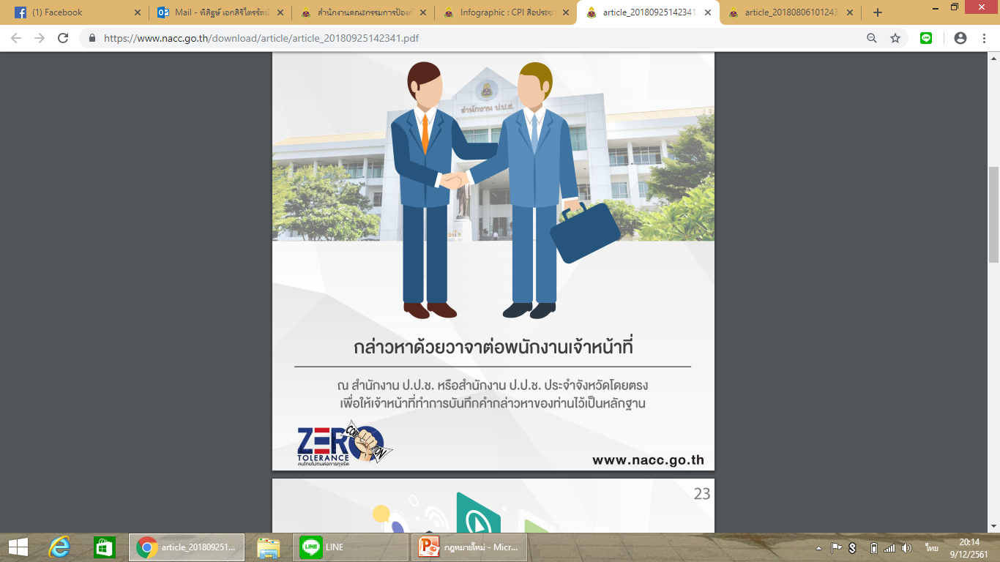 (1) Facebook
Mail - พิสิฐษ์ เอกสิริไตรรัตน์
สำนักงานคณะกรรมการป้องกั
Infographic : CPI สื่อประชา
article_20180925142341.
article_20180806101243
https://www.nacc.go.th/download/article/article_20180925142341.pdf
สำนักงาน ป.ป.ช.
กล่าวหาด้วยวาจาต่อพนักงานเจ้าหน้าที่
ณ สำนักงาน ป.ป.ช. หรือสำนักงาน ป.ป.ช. ประจำจังหวัดโดยตรง
เพื่อให้เจ้าหน้าที่ทำการบันทึกคำกล่าวหาของท่านไว้เป็นหลักฐาน
ZERO
TOLERANCE
คนไทยไม่ทนต่อการทุจริต
www.nacc.go.th
23
article_201809251...
LINE
กฎหมายใหม่ - Micr...
ไทย
20:14
9/12/2561